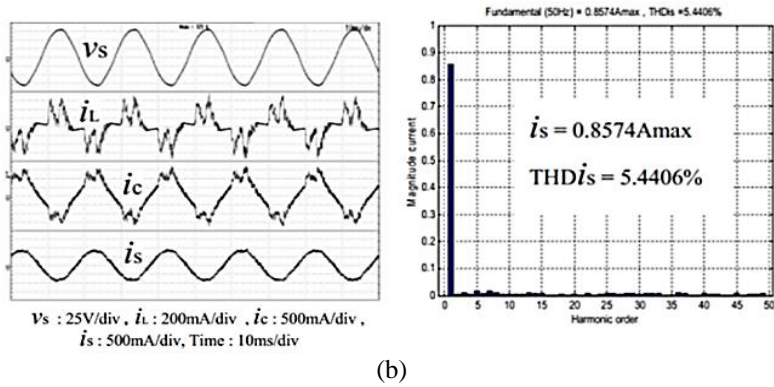 vs
iL
ic
is
vs : 25V/div , iL : 200mA/div , ic : 500mA/div ,
is : 500mA/div, Time : 10ms/div
Fundamental (50Hz) = 0.8574Amax , THDis =5.4406%
is = 0.8574Amax
THDis = 5.4406%
Magnitude current
1
0.9
0.8
0.7
0.6
0.5
0.4
0.3
0.2
0.1
0
0 5 10 15 20 25 30 35 40 45 50
Harmonic order
(b)